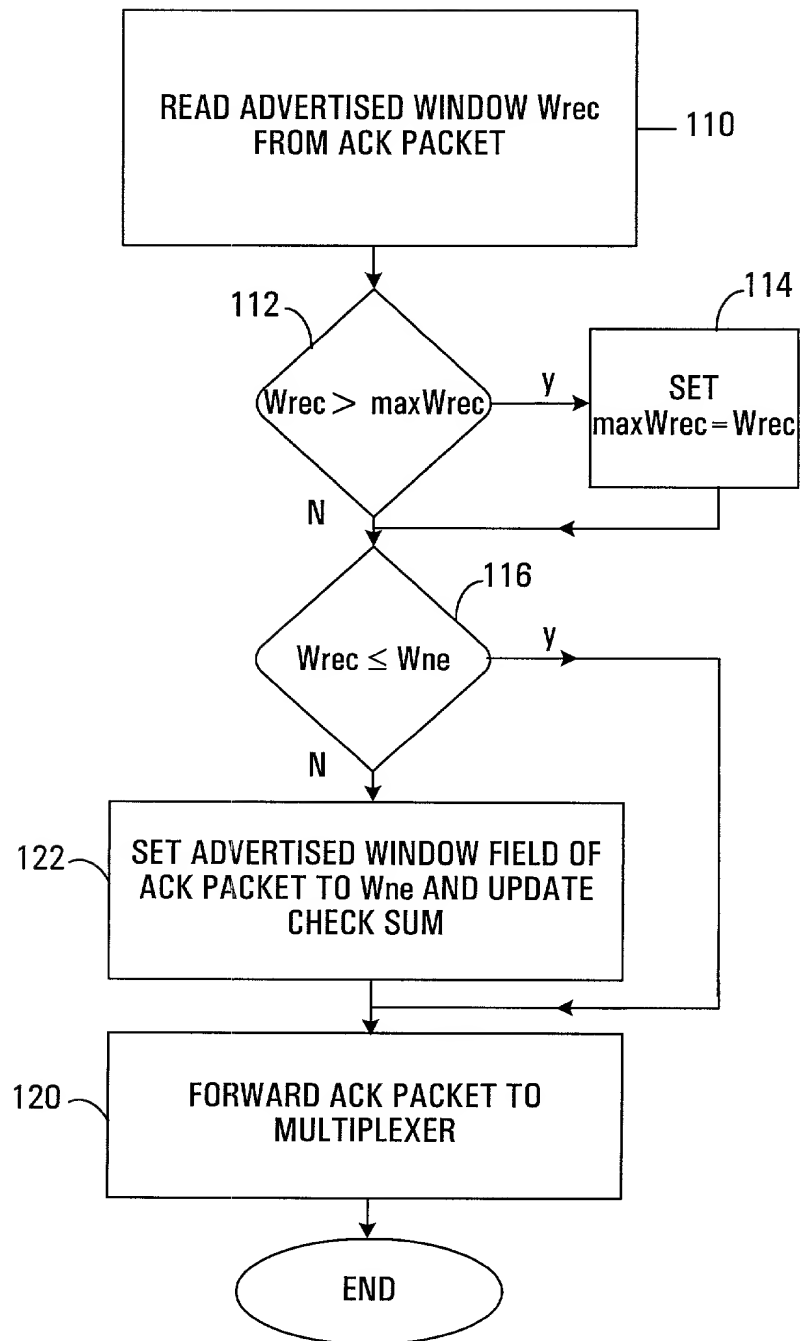 READ ADVERTISED WINDOW Wrec
FROM ACK PACKET
110
112
114
Wrec > maxWrec
y
SET
maxWrec = Wrec
N
116
Wrec ≤ Wne
y
N
122
SET ADVERTISED WINDOW FIELD OF
ACK PACKET TO Wne AND UPDATE
CHECK SUM
120
FORWARD ACK PACKET TO
MULTIPLEXER
END